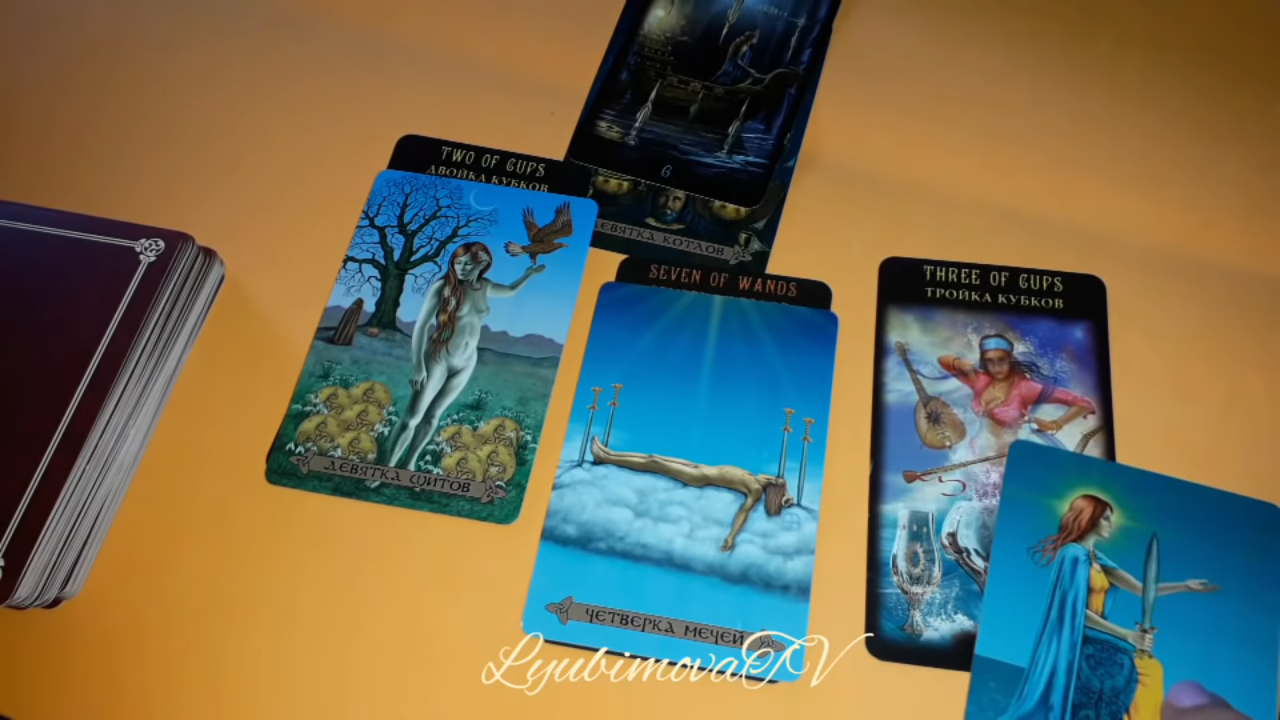 6
TWO OF CUPS
ДВОЙКА КУБКОВ
ДЕВЯТКА КОТЛОВ
SEVEN OF WANDS
THREE OF CUPS
ТРОЙКА КУБКОВ
ДЕВЯТКА ЩИТОВ
ЧЕТВЕРКА МЕЧЕЙ
LyubimovaTV